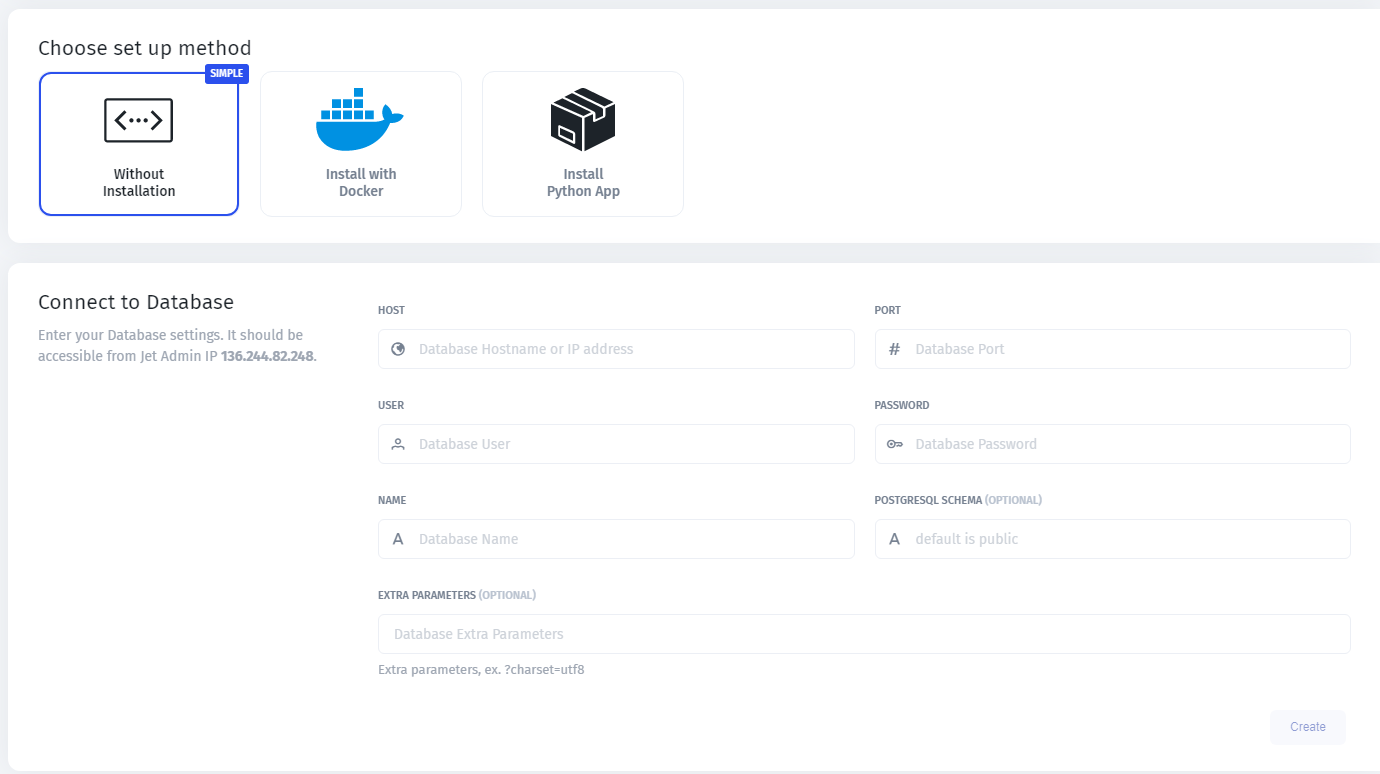 Choose set up method
SIMPLE
Without
Installation
Install with
Docker
Install
Python App
Connect to Database
Enter your Database settings. It should be
accessible from Jet Admin IP 136.244.82.248.
HOST
Database Hostname or IP address
PORT
# Database Port
USER
Database User
PASSWORD
Database Password
NAME
A Database Name
POSTGRESQL SCHEMA (OPTIONAL)
A default is public
EXTRA PARAMETERS (OPTIONAL)
Database Extra Parameters
Extra parameters, ex. ?charset=utf8
Create